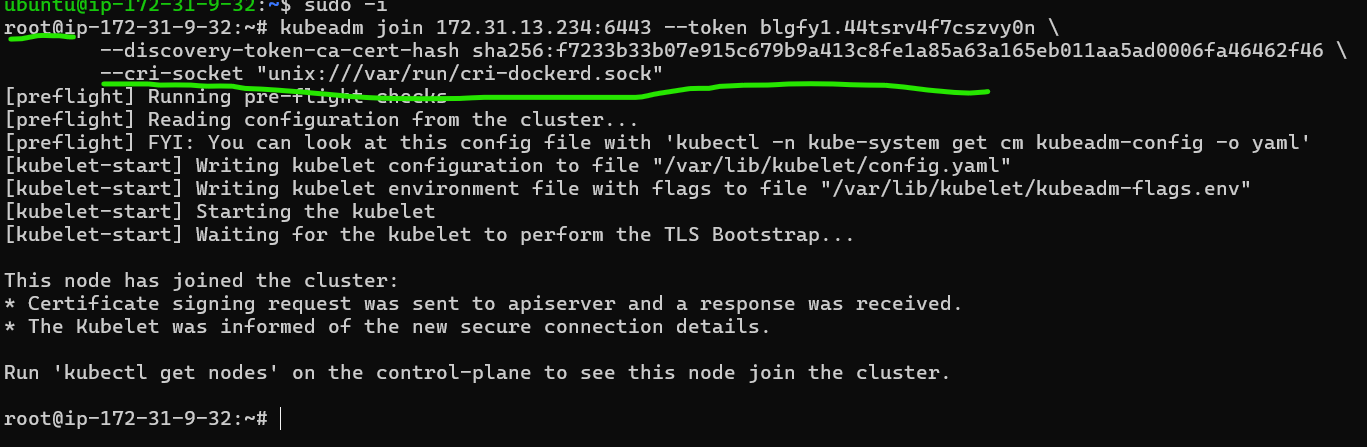 ubuntu@ip-172-31-9-32:~$ sudo -i
root@ip-172-31-9-32:~# kubeadm join 172.31.13.234:6443 --token blgfy1.44tsrv4f7cszvy0n \
        --discovery-token-ca-cert-hash sha256:f7233b33b07e915c679b9a413c8fe1a85a63a165eb011aa5ad0006fa46462f46 \
        --cri-socket "unix:///var/run/cri-dockerd.sock"
[preflight] Running pre-flight checks
[preflight] Reading configuration from the cluster...
[preflight] FYI: You can look at this config file with 'kubectl -n kube-system get cm kubeadm-config -o yaml'
[kubelet-start] Writing kubelet configuration to file "/var/lib/kubelet/config.yaml"
[kubelet-start] Writing kubelet environment file with flags to file "/var/lib/kubelet/kubeadm-flags.env"
[kubelet-start] Starting the kubelet
[kubelet-start] Waiting for the kubelet to perform the TLS Bootstrap...
This node has joined the cluster:
* Certificate signing request was sent to apiserver and a response was received.
* The Kubelet was informed of the new secure connection details.
Run 'kubectl get nodes' on the control-plane to see this node join the cluster.
root@ip-172-31-9-32:~#